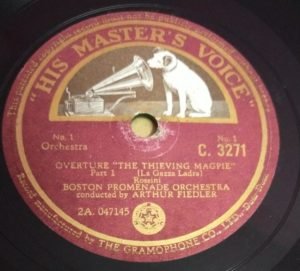 "HIS MASTER'S VOICE"
No. 1
Orchestra
No. 1
C. 3271
OVERTURE "THE THIEVING MAGPIE"
Part 1 (La Gazza Ladra)
Rossini
BOSTON PROMENADE ORCHESTRA
conducted by ARTHUR FIEDLER
2A. 047145
THE GRAMOPHONE CO., LTD.